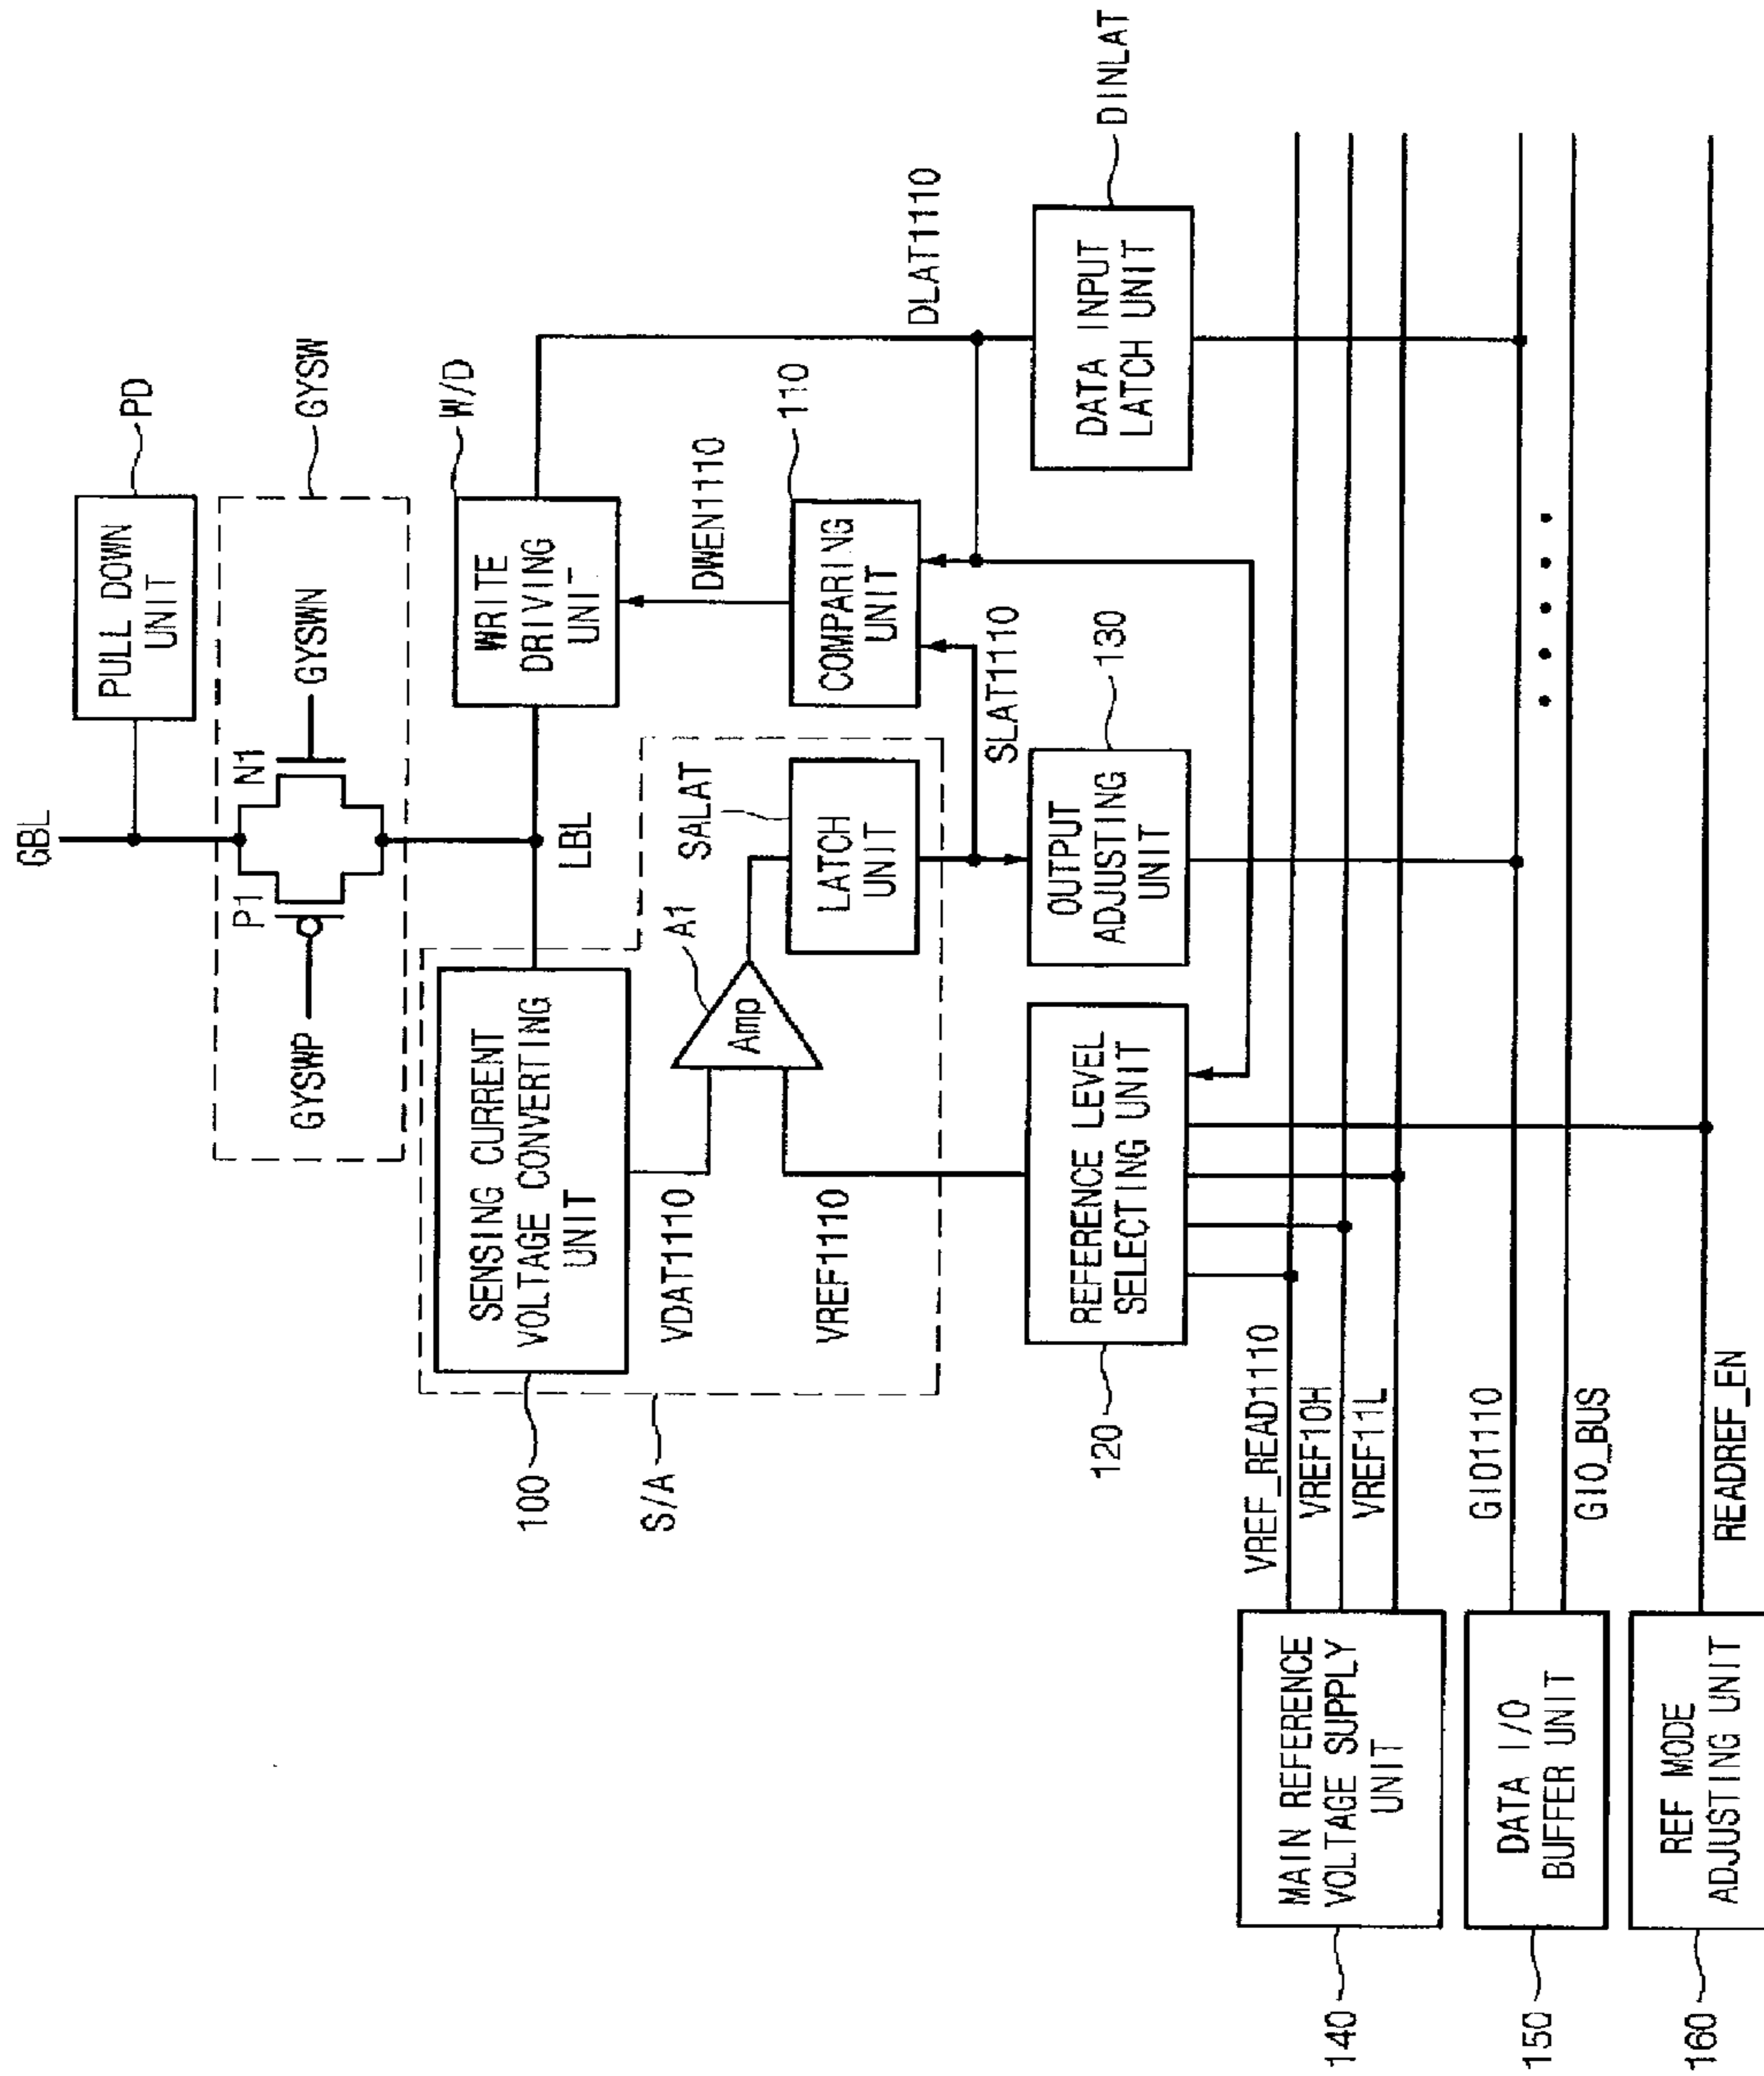 GBL
PULL DOWN
UNIT
PD
P1
N1
GYSWP
GYSWN
GYSW
LBL
SENSING CURRENT
VOLTAGE CONVERTING
UNIT
100
WRITE
DRIVING
UNIT
W/D
VDAT1110
VREF1110
Amp
A1
SALAT
LATCH
UNIT
S/A
DWEN1110
COMPARING
UNIT
110
SLAT1110
DLAT1110
REFERENCE LEVEL
SELECTING UNIT
120
OUTPUT
ADJUSTING
UNIT
130
DATA INPUT
LATCH UNIT
DINLAT
MAIN REFERENCE
VOLTAGE SUPPLY
UNIT
140
VREF_READ1110
VREF10H
VREF11L
DATA I/O
BUFFER UNIT
150
GIO1110
GIO_BUS
REF MODE
ADJUSTING UNIT
160
READREF_EN